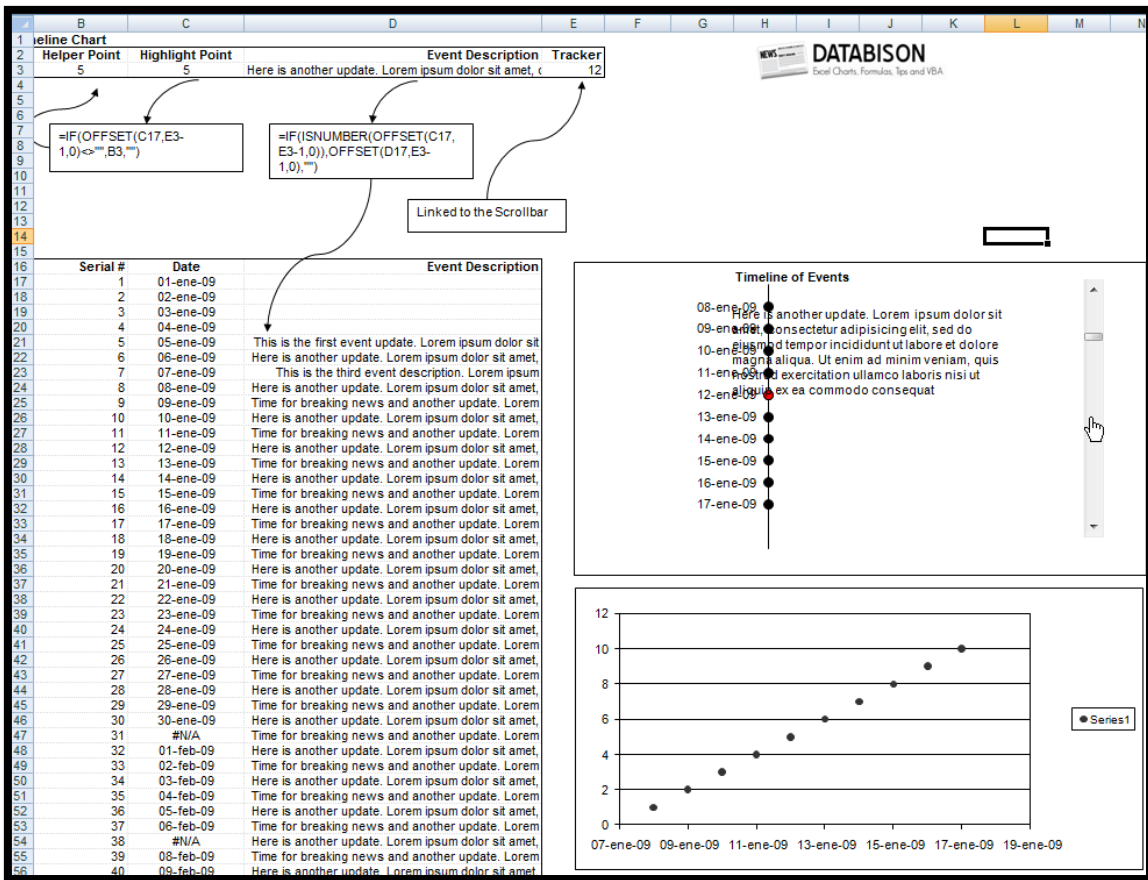 B C D E F G H I J K L M N
1 eline Chart
2 Helper Point Highlight Point Event Description Tracker
3 5 5 Here is another update. Lorem ipsum dolor sit amet, c 12
NEWS DATABISON
Excel Charts, Formulas, Tips and VBA
4
5
6
7
8
9
10
11
12
13
14
15
=IF(OFFSET(C17,E3-
1,0)<>"",B3,"")
=IF(ISNUMBER(OFFSET(C17,
E3-1,0)),OFFSET(D17,E3-
1,0),"")
Linked to the Scrollbar
16 Serial # Date Event Description
17 1 01-ene-09
18 2 02-ene-09
19 3 03-ene-09
20 4 04-ene-09
21 5 05-ene-09 This is the first event update. Lorem ipsum dolor sit
22 6 06-ene-09 Here is another update. Lorem ipsum dolor sit amet,
23 7 07-ene-09 This is the third event description. Lorem ipsum
24 8 08-ene-09 Here is another update. Lorem ipsum dolor sit amet,
25 9 09-ene-09 Time for breaking news and another update. Lorem
26 10 10-ene-09 Here is another update. Lorem ipsum dolor sit amet,
27 11 11-ene-09 Time for breaking news and another update. Lorem
28 12 12-ene-09 Here is another update. Lorem ipsum dolor sit amet,
29 13 13-ene-09 Time for breaking news and another update. Lorem
30 14 14-ene-09 Here is another update. Lorem ipsum dolor sit amet,
31 15 15-ene-09 Time for breaking news and another update. Lorem
32 16 16-ene-09 Here is another update. Lorem ipsum dolor sit amet,
33 17 17-ene-09 Time for breaking news and another update. Lorem
34 18 18-ene-09 Here is another update. Lorem ipsum dolor sit amet,
35 19 19-ene-09 Time for breaking news and another update. Lorem
36 20 20-ene-09 Here is another update. Lorem ipsum dolor sit amet,
37 21 21-ene-09 Time for breaking news and another update. Lorem
38 22 22-ene-09 Here is another update. Lorem ipsum dolor sit amet,
39 23 23-ene-09 Time for breaking news and another update. Lorem
40 24 24-ene-09 Here is another update. Lorem ipsum dolor sit amet,
41 25 25-ene-09 Time for breaking news and another update. Lorem
42 26 26-ene-09 Here is another update. Lorem ipsum dolor sit amet,
43 27 27-ene-09 Time for breaking news and another update. Lorem
44 28 28-ene-09 Here is another update. Lorem ipsum dolor sit amet,
45 29 29-ene-09 Time for breaking news and another update. Lorem
46 30 30-ene-09 Here is another update. Lorem ipsum dolor sit amet,
47 31 #N/A Time for breaking news and another update. Lorem
48 32 01-feb-09 Here is another update. Lorem ipsum dolor sit amet,
49 33 02-feb-09 Time for breaking news and another update. Lorem
50 34 03-feb-09 Here is another update. Lorem ipsum dolor sit amet,
51 35 04-feb-09 Time for breaking news and another update. Lorem
52 36 05-feb-09 Here is another update. Lorem ipsum dolor sit amet,
53 37 06-feb-09 Time for breaking news and another update. Lorem
54 38 #N/A Here is another update. Lorem ipsum dolor sit amet,
55 39 08-feb-09 Time for breaking news and another update. Lorem
56 40 09-feb-09 Here is another update. Lorem ipsum dolor sit amet,
Timeline of Events
08-ene-09
09-ene-09
10-ene-09
11-ene-09
12-ene-09
13-ene-09
14-ene-09
15-ene-09
16-ene-09
17-ene-09
Here is another update. Lorem ipsum dolor sit
amet, consectetur adipisicing elit, sed do
eiusmod tempor incididunt ut labore et dolore
magna aliqua. Ut enim ad minim veniam, quis
nostrud exercitation ullamco laboris nisi ut
aliquip ex ea commodo consequat
12
10
8
6
4
2
0
07-ene-09 09-ene-09 11-ene-09 13-ene-09 15-ene-09 17-ene-09 19-ene-09
Series1